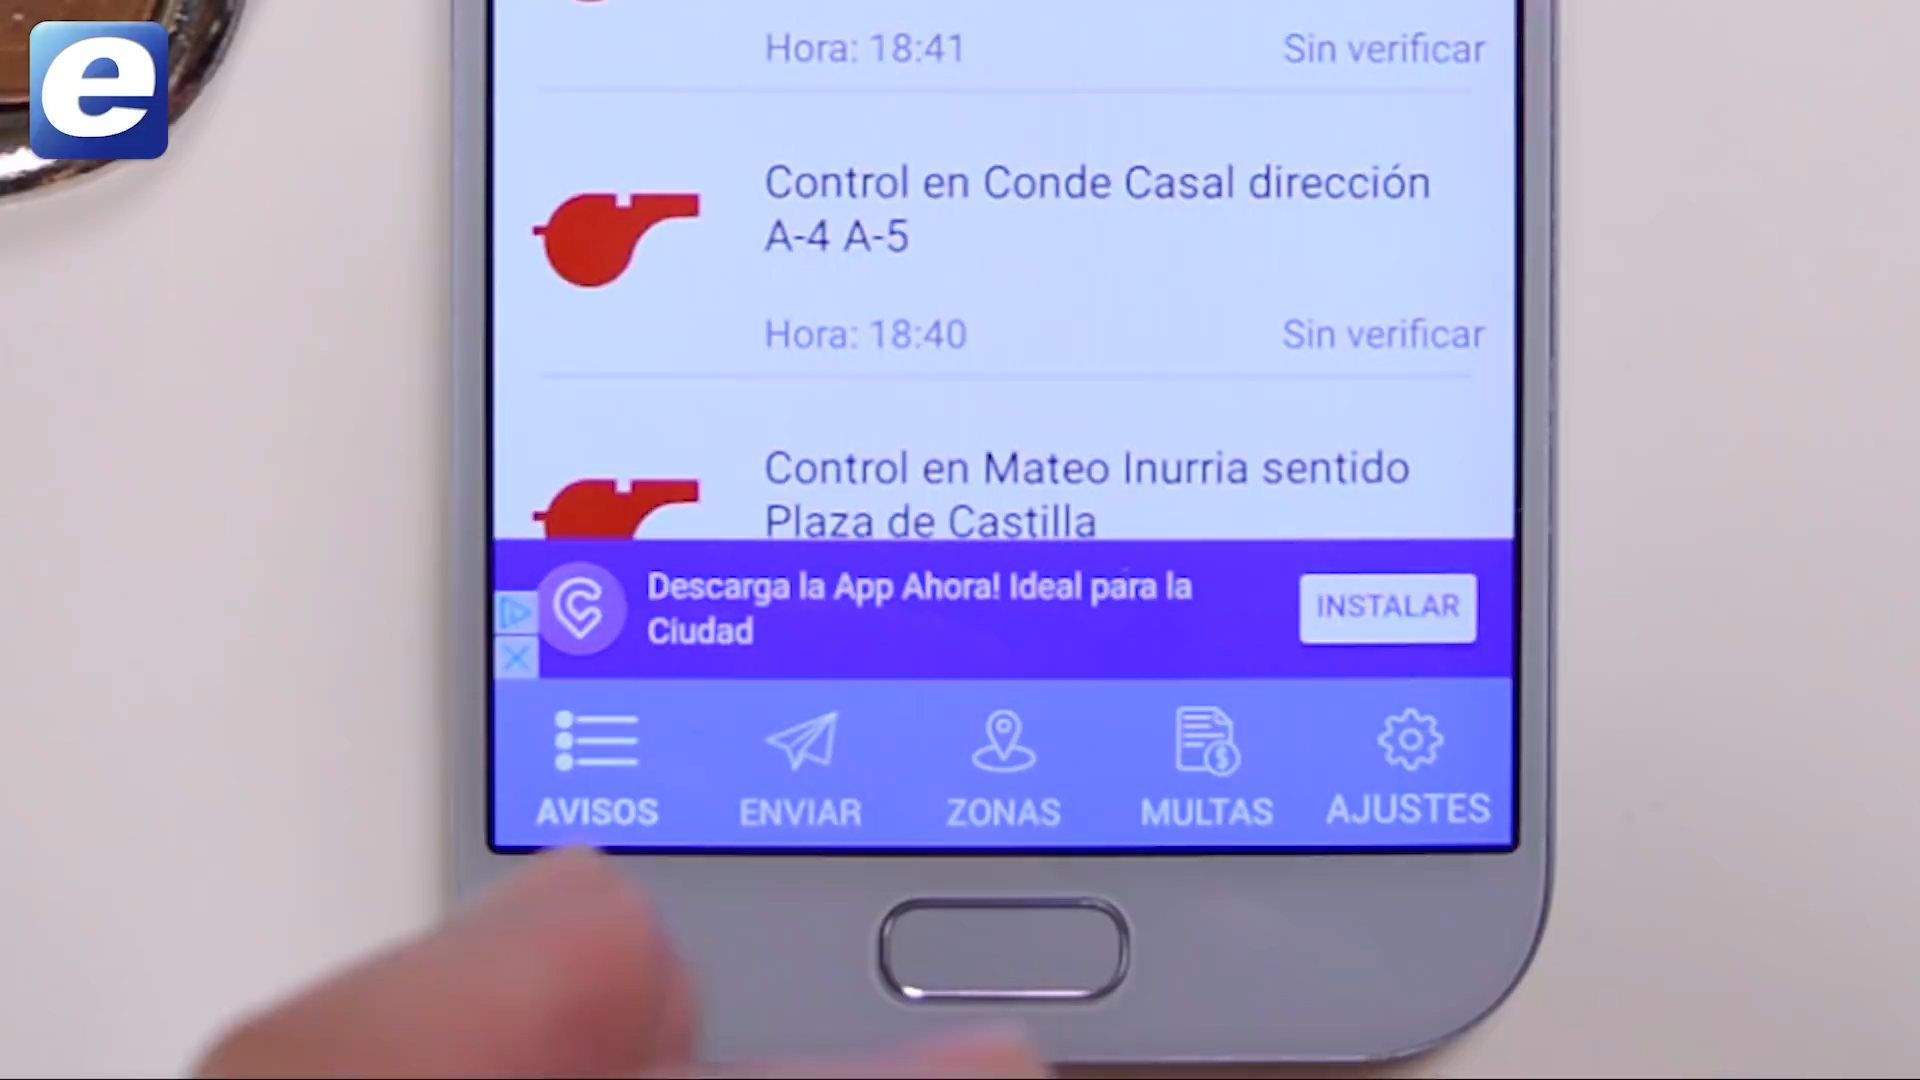 e
Hora: 18:41 Sin verificar
Control en Conde Casal dirección
A-4 A-5
Hora: 18:40 Sin verificar
Control en Mateo Inurria sentido
Plaza de Castilla
Descarga la App Ahora! Ideal para la
Ciudad
INSTALAR
AVISOS ENVIAR ZONAS MULTAS AJUSTES